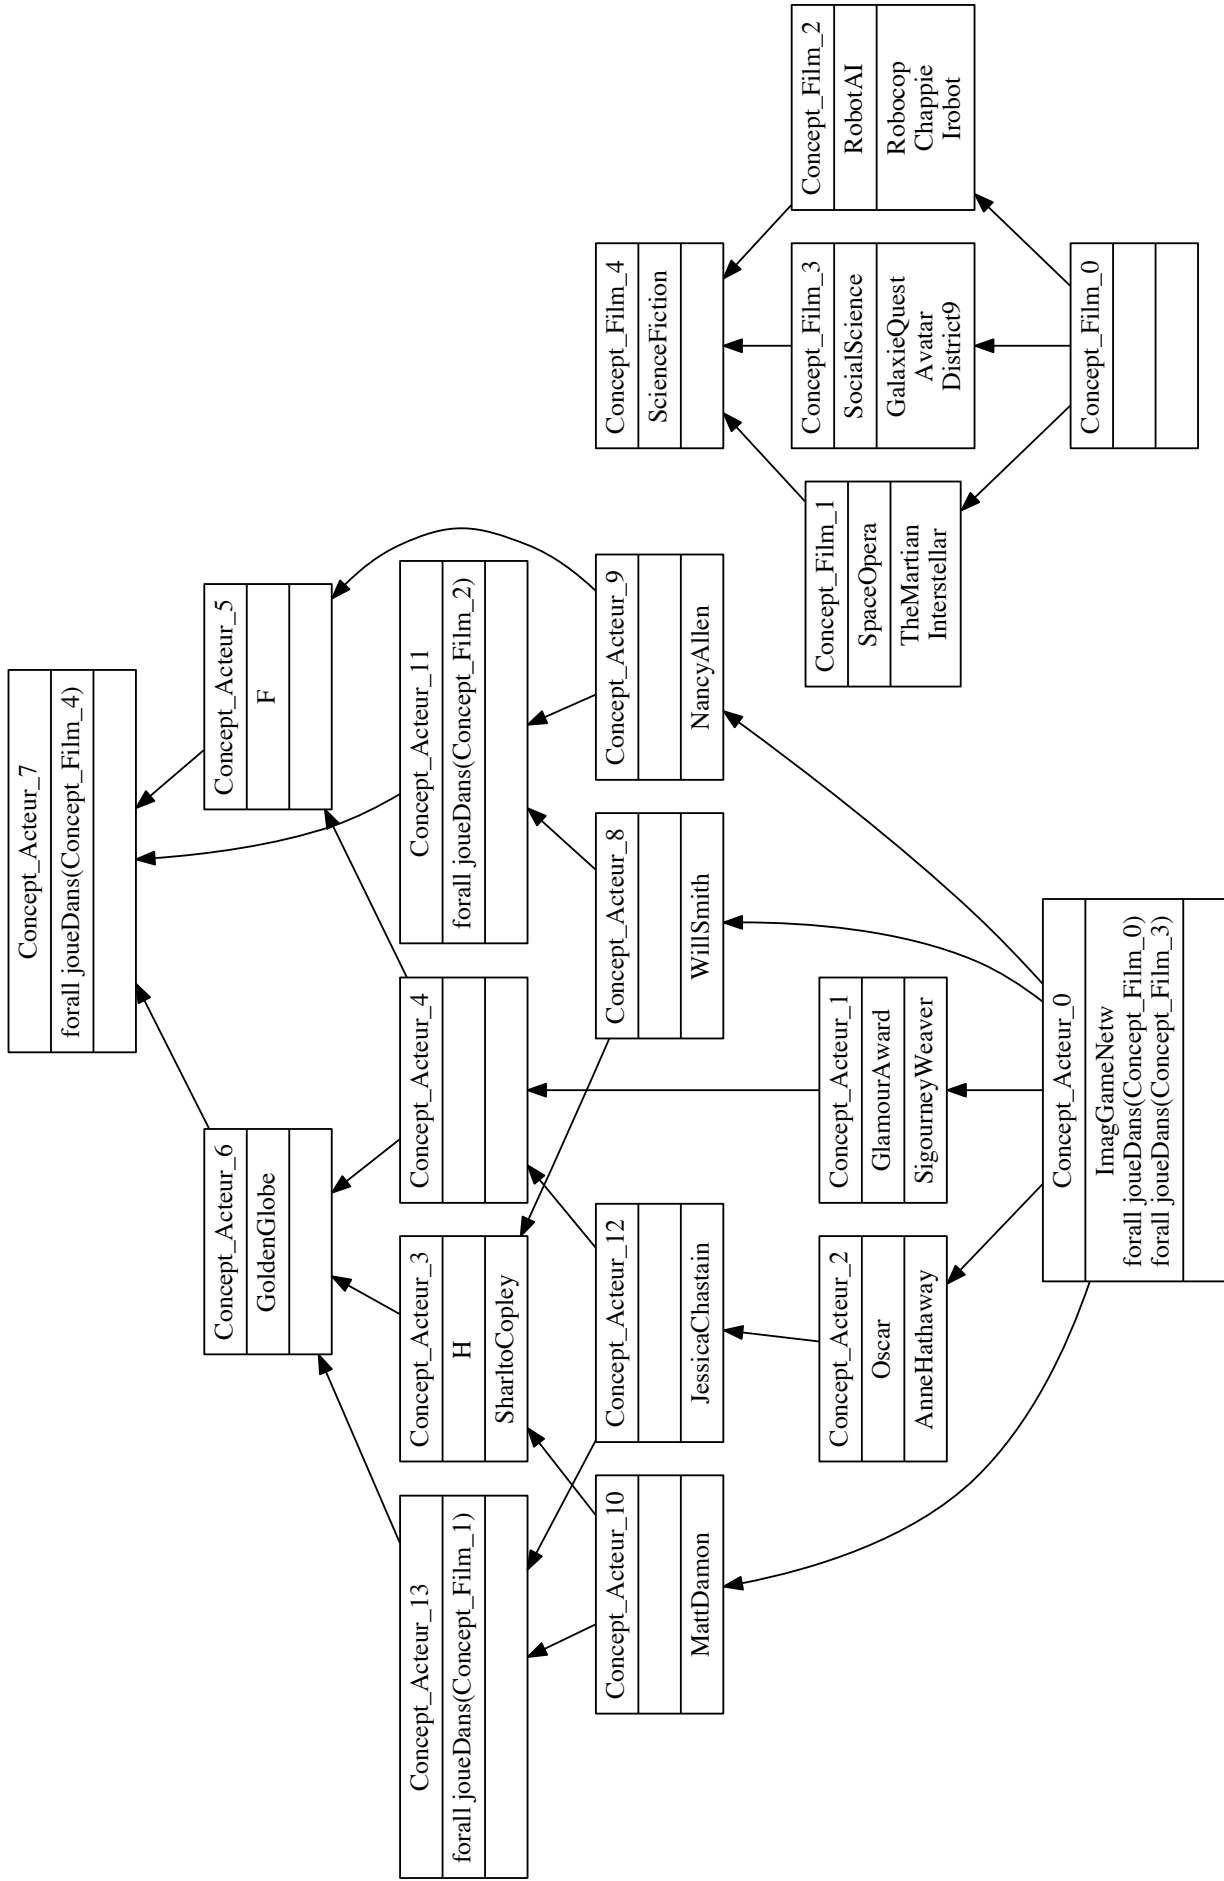 Concept_Acteur_7
forall joueDans(Concept_Film_4)
Concept_Acteur_6
GoldenGlobe
Concept_Acteur_5
F
Concept_Acteur_13
forall joueDans(Concept_Film_1)
Concept_Acteur_3
H
SharltoCopley
Concept_Acteur_4
Concept_Acteur_11
forall joueDans(Concept_Film_2)
Concept_Acteur_10
MattDamon
Concept_Acteur_12
JessicaChastain
Concept_Acteur_8
WillSmith
Concept_Acteur_9
NancyAllen
Concept_Acteur_2
Oscar
AnneHathaway
Concept_Acteur_1
GlamourAward
SigourneyWeaver
Concept_Acteur_0
ImagGameNetw
forall joueDans(Concept_Film_0)
forall joueDans(Concept_Film_3)
Concept_Film_4
ScienceFiction
Concept_Film_1
SpaceOpera
TheMartian
Interstellar
Concept_Film_3
SocialScience
GalaxieQuest
Avatar
District9
Concept_Film_2
RobotAI
Robocop
Chappie
Irobot
Concept_Film_0